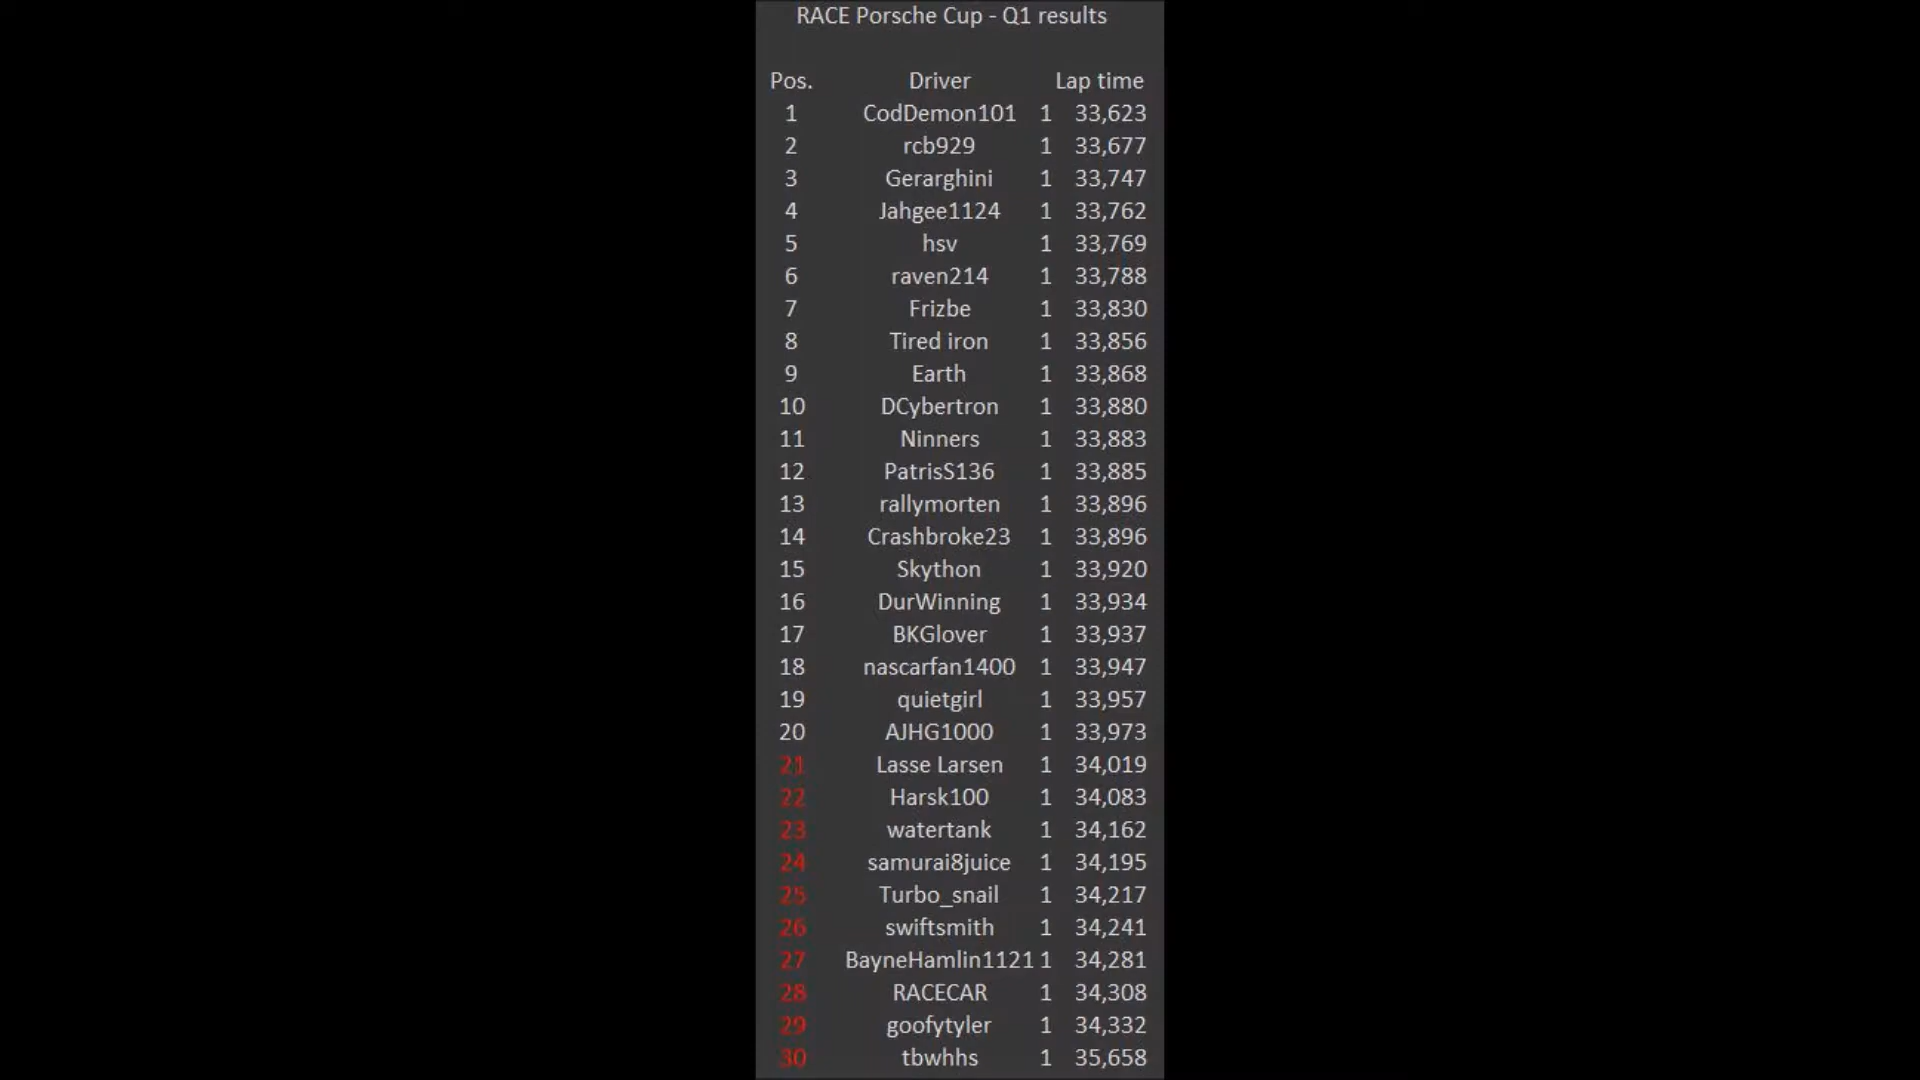 RACE Porsche Cup - Q1 results
Pos. Driver Lap time
1 CodDemon101 1 33,623
2 rcb929 1 33,677
3 Gerarghini 1 33,747
4 Jahgee1124 1 33,762
5 hsv 1 33,769
6 raven214 1 33,788
7 Frizbe 1 33,830
8 Tired iron 1 33,856
9 Earth 1 33,868
10 DCybertron 1 33,880
11 Ninners 1 33,883
12 PatrisS136 1 33,885
13 rallymorten 1 33,896
14 Crashbroke23 1 33,896
15 Skython 1 33,920
16 DurWinning 1 33,934
17 BKGlover 1 33,937
18 nascarfan1400 1 33,947
19 quietgirl 1 33,957
20 AJHG1000 1 33,973
21 Lasse Larsen 1 34,019
22 Harsk100 1 34,083
23 watertank 1 34,162
24 samurai8juice 1 34,195
25 Turbo_snail 1 34,217
26 swiftsmith 1 34,241
27 BayneHamlin1121 1 34,281
28 RACECAR 1 34,308
29 goofytyler 1 34,332
30 tbwhhs 1 35,658